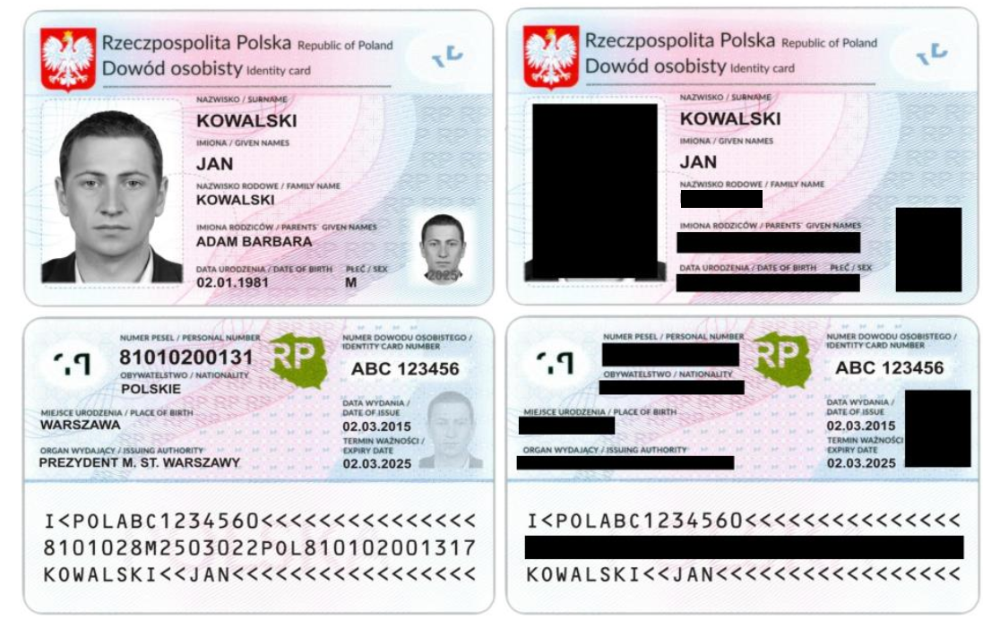 Rzeczpospolita Polska Republic of Poland
Dowód osobisty Identity card
NAZWISKO / SURNAME
KOWALSKI
IMIONA / GIVEN NAMES
JAN
NAZWISKO RODOWE / FAMILY NAME
KOWALSKI
IMIONA RODZICÓW / PARENTS' GIVEN NAMES
ADAM BARBARA
DATA URODZENIA / DATE OF BIRTH PŁEĆ / SEX
02.01.1981 M
2025
Rzeczpospolita Polska Republic of Poland
Dowód osobisty Identity card
NAZWISKO / SURNAME
KOWALSKI
IMIONA / GIVEN NAMES
JAN
NAZWISKO RODOWE / FAMILY NAME
IMIONA RODZICÓW / PARENTS' GIVEN NAMES
DATA URODZENIA / DATE OF BIRTH PŁEĆ / SEX
NUMER PESEL / PERSONAL NUMBER
81010200131
OBYWATELSTWO / NATIONALITY
POLSKIE
RP
NUMER DOWODU OSOBISTEGO /
IDENTITY CARD NUMBER
ABC 123456
MIEJSCE URODZENIA / PLACE OF BIRTH
WARSZAWA
DATA WYDANIA /
DATE OF ISSUE
02.03.2015
ORGAN WYDAJĄCY / ISSUING AUTHORITY
PREZYDENT M. ST. WARSZAWY
TERMIN WAŻNOŚCI /
EXPIRY DATE
02.03.2025
I<POLABC1234560<<<<<<<<<<<<<<<
8101028M2503022POL810102001317
KOWALSKI<<JAN<<<<<<<<<<<<<<<<<
NUMER PESEL / PERSONAL NUMBER
OBYWATELSTWO / NATIONALITY
RP
NUMER DOWODU OSOBISTEGO /
IDENTITY CARD NUMBER
ABC 123456
MIEJSCE URODZENIA / PLACE OF BIRTH
DATA WYDANIA /
DATE OF ISSUE
02.03.2015
ORGAN WYDAJĄCY / ISSUING AUTHORITY
TERMIN WAŻNOŚCI /
EXPIRY DATE
02.03.2025
I<POLABC1234560<<<<<<<<<<<<<<<
KOWALSKI<<JAN<<<<<<<<<<<<<<<<<